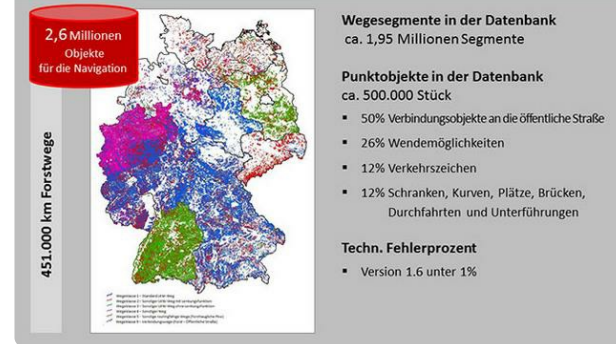 2,6 Millionen
Objekte
für die Navigation
451.000 km Forstwege
Wegesegmente in der Datenbank
ca. 1,95 Millionen Segmente
Punktobjekte in der Datenbank
ca. 500.000 Stück
▪ 50% Verbindungsobjekte an die öffentliche Straße
▪ 26% Wendemöglichkeiten
▪ 12% Verkehrszeichen
▪ 12% Schranken, Kurven, Plätze, Brücken,
Durchfahrten und Unterführungen
Techn. Fehlerprozent
▪ Version 1.6 unter 1%